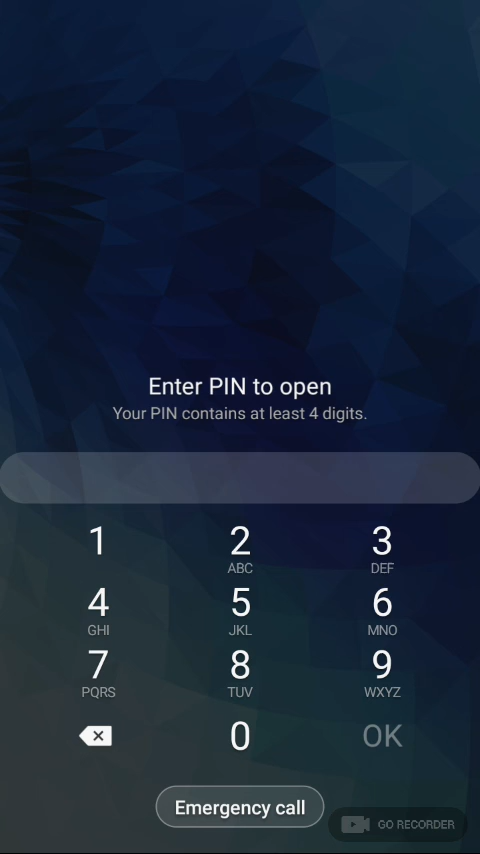 Enter PIN to open
Your PIN contains at least 4 digits.
1 2 3
ABC DEF
4 5 6
GHI JKL MNO
7 8 9
PQRS TUV WXYZ
0 OK
Emergency call
GO RECORDER